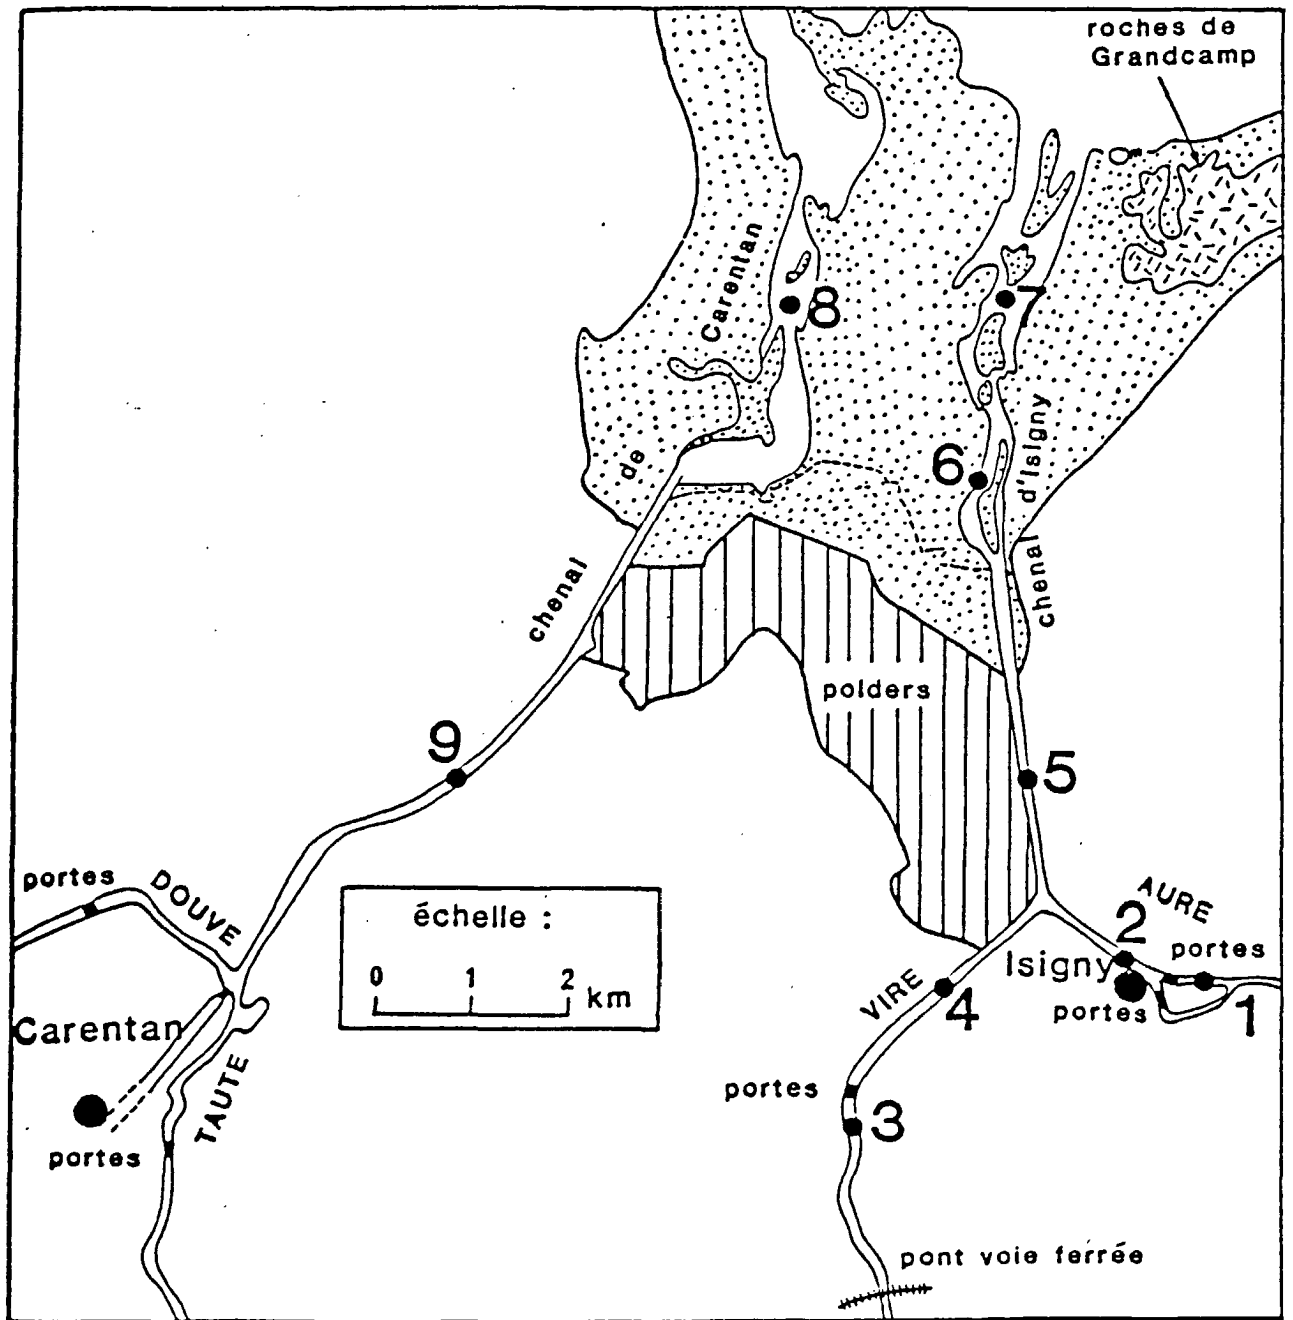 roches de
Grandcamp
Carentan
de
chenal
8
7
6
d'Isigny
chenal
polders
9
5
portes
DOUVE
échelle :
0 1 2
km
AURE
2
portes
Isigny
portes
1
VIRE
4
Carentan
TAUTE
portes
portes
3
pont voie ferrée